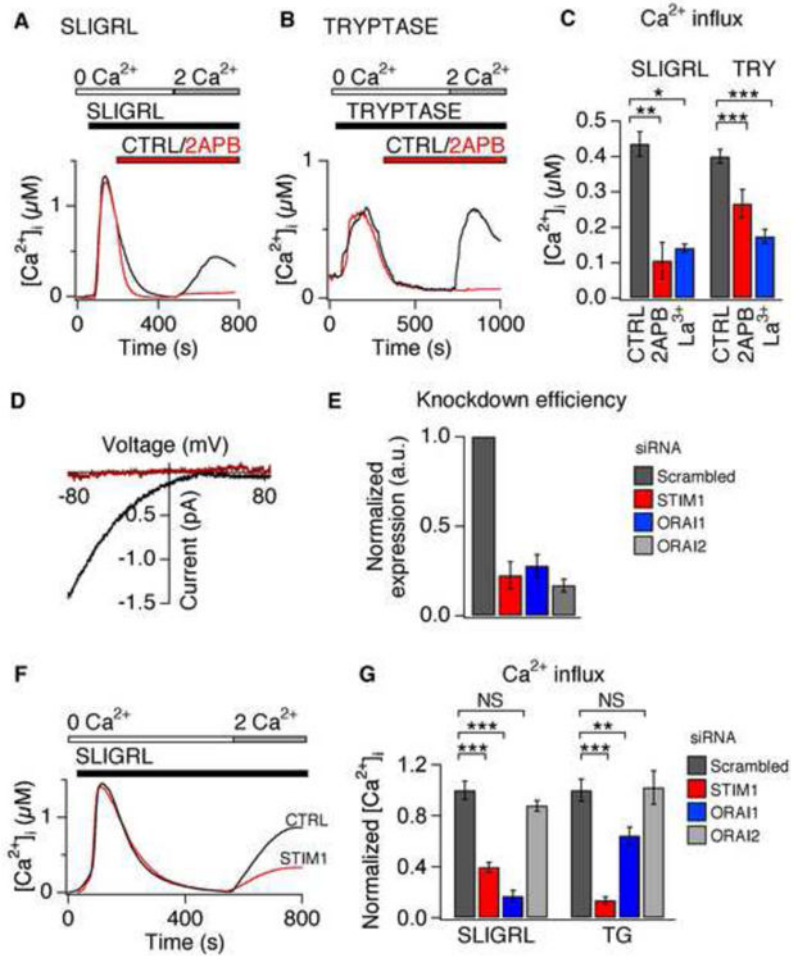 A SLIGRL
0 Ca²⁺ 2 Ca²⁺
SLIGRL
CTRL/2APB
[Ca²⁺]ᵢ (µM)
1
0
0 400 800
Time (s)
B TRYPTASE
0 Ca²⁺ 2 Ca²⁺
TRYPTASE
CTRL/2APB
[Ca²⁺]ᵢ (µM)
1
0
0 500 1000
Time (s)
C Ca²⁺ influx
SLIGRL TRY
* ***
** ***
[Ca²⁺]ᵢ (µM)
0.5
0.4
0.3
0.2
0.1
0.0
CTRL 2APB La³⁺ CTRL 2APB La³⁺
D
Voltage (mV)
-80 80
0.5
-1.0
-1.5
Current (pA)
E Knockdown efficiency
Normalized
expression (a.u.)
1.0
0.5
0.0
siRNA
Scrambled
STIM1
ORAI1
ORAI2
F
0 Ca²⁺ 2 Ca²⁺
SLIGRL
[Ca²⁺]ᵢ (µM)
1
0
CTRL
STIM1
0 400 800
Time (s)
G Ca²⁺ influx
NS NS
*** **
*** ***
Normalized [Ca²⁺]ᵢ
1.2
0.8
0.4
0.0
SLIGRL TG
siRNA
Scrambled
STIM1
ORAI1
ORAI2